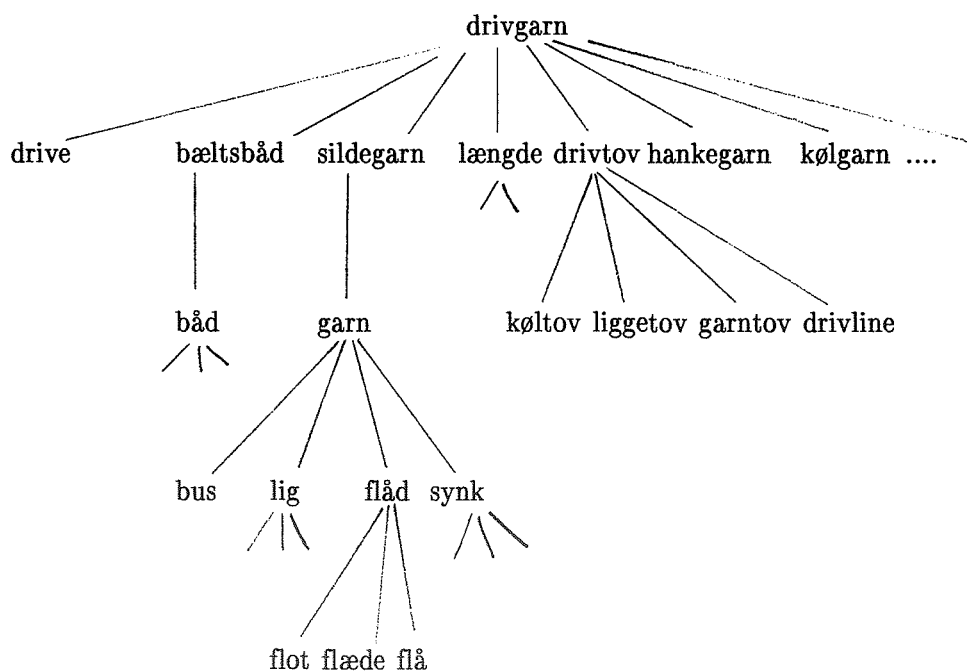 drivgarn
drive bæltsbåd sildegarn længde drivtov hankegarn kølgarn ....
båd garn køltov liggetov garntov drivline
bus lig flåd synk
flot flæde flå